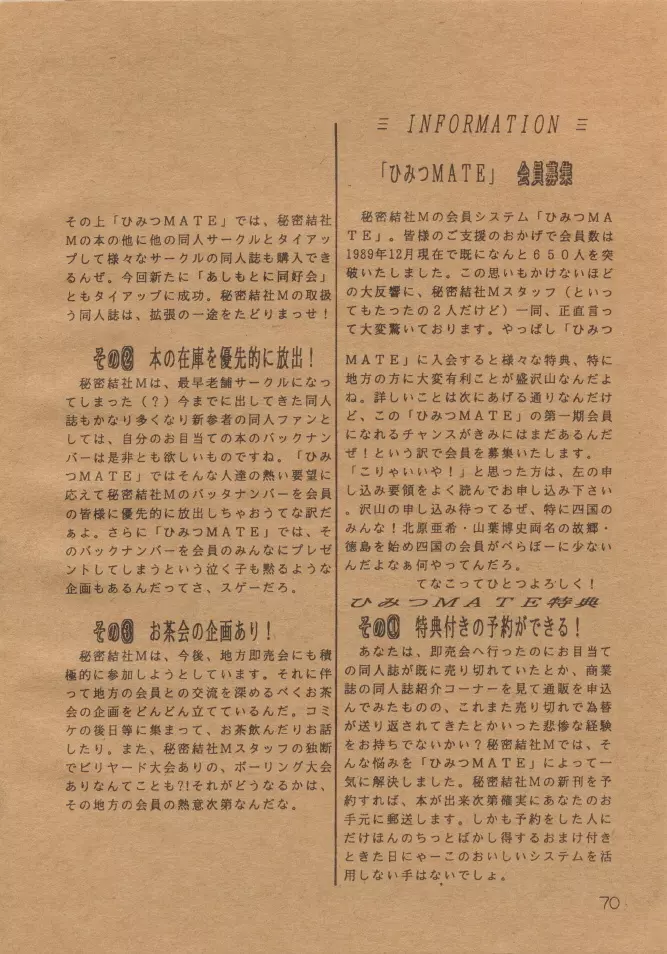 三 INFORMATION 三
「ひみつMATE」 会員募集
秘密結社Mの会員システム「ひみつMA
TE」。皆様のご支援のおかげで会員数は
1989年12月現在で既になんと650人を突
破いたしました。この思いもかけないほど
の大反響に、秘密結社Mスタッフ（といっ
てもたったの2人だけど）一同、正直言っ
て大変驚いております。やっぱし「ひみつ
MATE」に入会すると様々な特典、特に
地方の方に大変有利ことが盛沢山なんだよ
ね。詳しいことは次にあげる通りなんだけ
ど、この「ひみつMATE」の第一期会員
になれるチャンスがきみにはまだあるんだ
ぜ！という訳で会員を募集いたします。
「こりゃいいや！」と思った方は、左の申
し込み要領をよく読んでお申し込み下さい
。沢山の申し込み待ってるぜ、特に四国の
みんな！北原亜希・山葉博史両名の故郷・
徳島を始め四国の会員がべらぼーに少ない
んだよなぁ何やってんだろ。
てなこってひとつよろしく！
ひみつMATE特典
その① 特典付きの予約ができる！
あなたは、即売会へ行ったのにお目当て
の同人誌が既に売り切れていたとか、商業
誌の同人誌紹介コーナーを見て通販を申込
んでみたものの、これまた売り切れで為替
が送り返されてきたとかいった悲惨な経験
をお持ちでないかい？秘密結社Mでは、そ
んな悩みを「ひみつMATE」によって一
気に解決しました。秘密結社Mの新刊を予
約すれば、本が出来次第確実にあなたのお
手元に郵送します。しかも予約をした人に
だけほんのちっとばかし得するおまけ付き
ときた日にゃーこのおいしいシステムを活
用しない手はないでしょ。
その上「ひみつMATE」では、秘密結社
Mの本の他に他の同人サークルとタイアッ
プして様々なサークルの同人誌も購入でき
るんぜ。今回新たに「あしもとに同好会」
ともタイアップに成功。秘密結社Mの取扱
う同人誌は、拡張の一途をたどりまっせ！
その② 本の在庫を優先的に放出！
秘密結社Mは、最早老舗サークルになっ
てしまった（？）今までに出してきた同人
誌もかなり多くなり新参者の同人ファンと
しては、自分のお目当ての本のバックナン
バーは是非とも欲しいものですね。「ひみ
つMATE」ではそんな人達の熱い要望に
応えて秘密結社Mのバッタナンバーを会員
の皆様に優先的に放出しちゃおうてな訳だ
ぁよ。さらに「ひみつMATE」では、そ
のバックナンバーを会員のみんなにプレゼ
ントしてしまうという泣く子も黙るような
企画もあるんだってさ、スゲーだろ。
その③ お茶会の企画あり！
秘密結社Mは、今後、地方即売会にも積
極的に参加しようとしています。それに伴
って地方の会員との交流を深めるべくお茶
会の企画をどんどん立てているんだ。コミ
ケの後日等に集まって、お茶飲んだりお話
したり。また、秘密結社Mスタッフの独断
でビリヤード大会ありの、ボーリング大会
ありなんてことも?!それがどうなるかは、
その地方の会員の熱意次第なんだな。
70